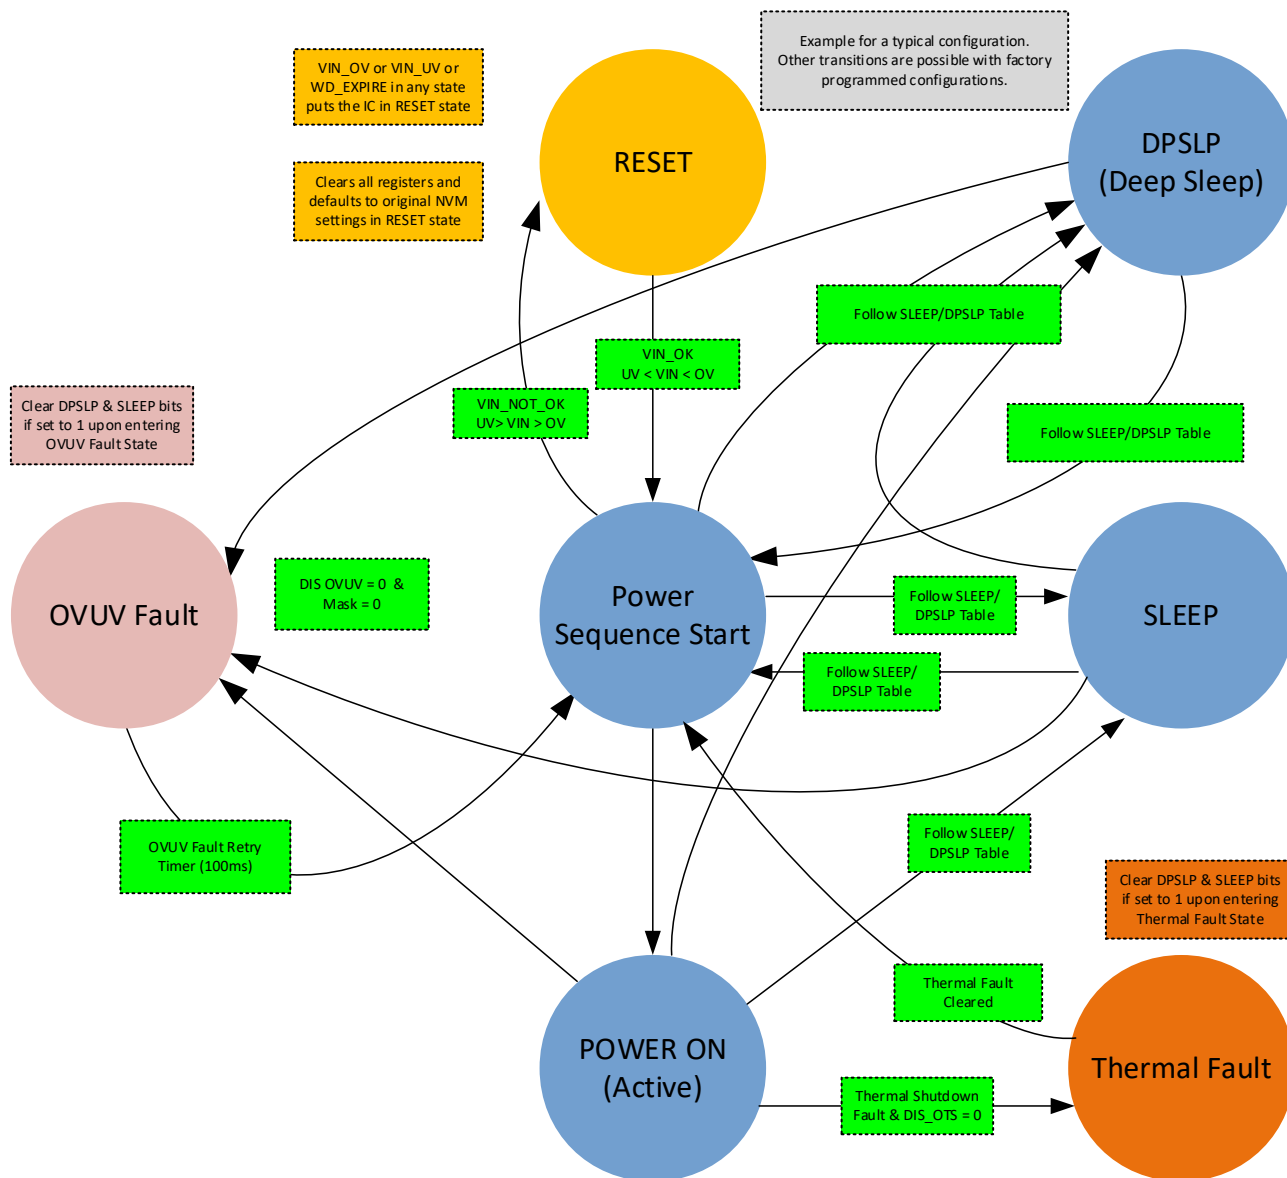 Example for a typical configuration.
Other transitions are possible with factory
programmed configurations.
VIN_OV or VIN_UV or
WD_EXPIRE in any state
puts the IC in RESET state
RESET
DPSLP
(Deep Sleep)
Clears all registers and
defaults to original NVM
settings in RESET state
Follow SLEEP/DPSLP Table
VIN_OK
UV < VIN < OV
VIN_NOT_OK
UV> VIN > OV
Clear DPSLP & SLEEP bits
if set to 1 upon entering
OVUV Fault State
Follow SLEEP/DPSLP Table
DIS OVUV = 0 &
Mask = 0
OVUV Fault
Power
Sequence Start
Follow SLEEP/
DPSLP Table
SLEEP
Follow SLEEP/
DPSLP Table
OVUV Fault Retry
Timer (100ms)
Follow SLEEP/
DPSLP Table
Clear DPSLP & SLEEP bits
if set to 1 upon entering
Thermal Fault State
Thermal Fault
Cleared
POWER ON
(Active)
Thermal Fault
Thermal Shutdown
Fault & DIS_OTS = 0